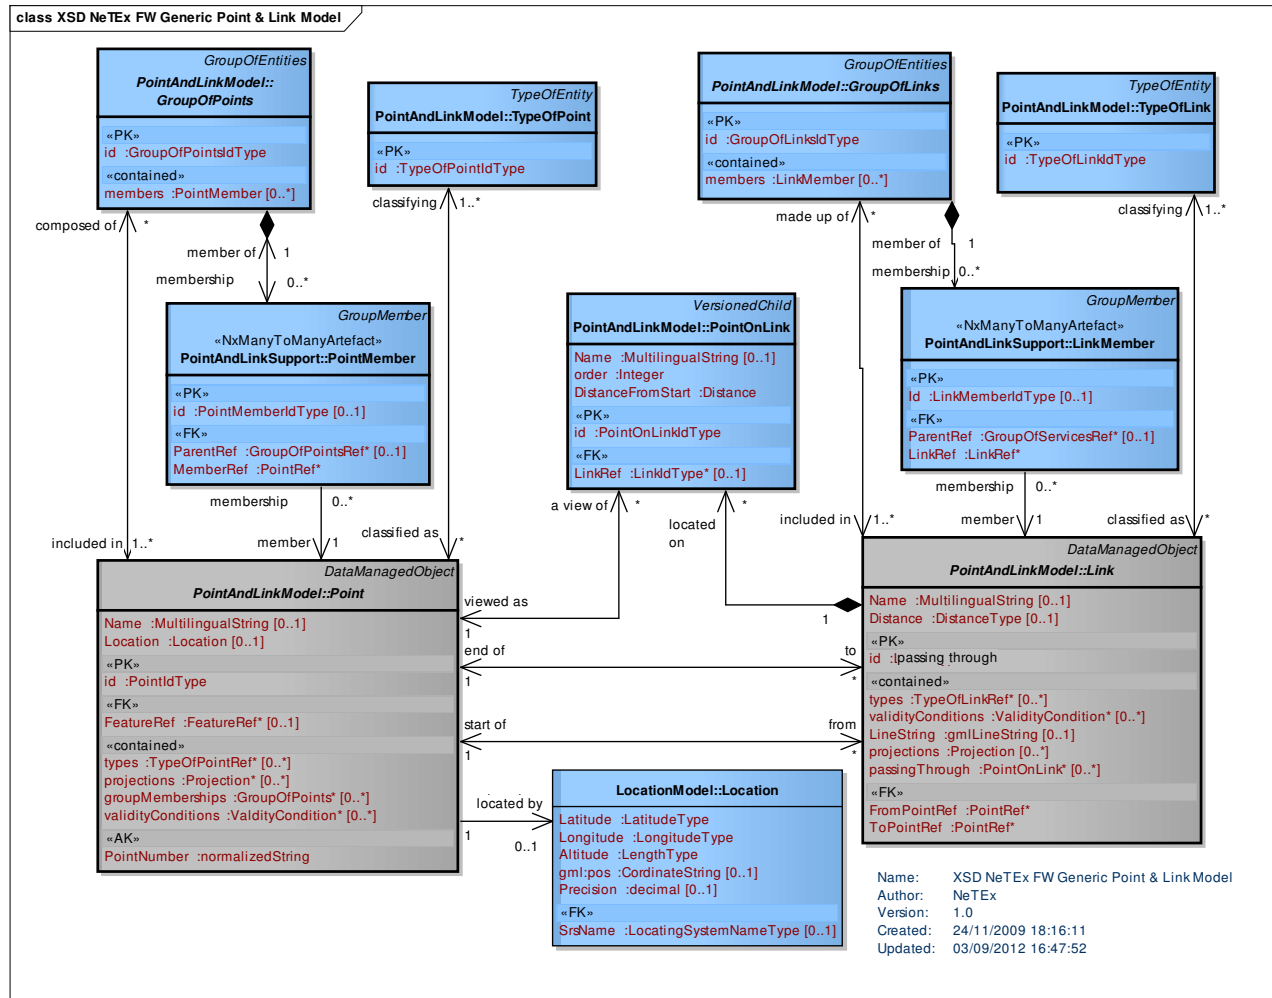 class XSD NeTEx FW Generic Point & Link Model
GroupOfEntities
PointAndLinkModel::
GroupOfPoints
«PK»
id :GroupOfPointsIdType
«contained»
members :PointMember [0..*]
TypeOfEntity
PointAndLinkModel::TypeOfPoint
«PK»
id :TypeOfPointIdType
GroupOfEntities
PointAndLinkModel::GroupOfLinks
«PK»
id :GroupOfLinksIdType
«contained»
members :LinkMember [0..*]
TypeOfEntity
PointAndLinkModel::TypeOfLink
«PK»
id :TypeOfLinkIdType
composed of *
member of 1
membership 0..*
classifying 1..*
made up of *
member of 1
membership 0..*
classifying 1..*
GroupMember
«NxManyToManyArtefact»
PointAndLinkSupport::PointMember
«PK»
id :PointMemberIdType [0..1]
«FK»
ParentRef :GroupOfPointsRef* [0..1]
MemberRef :PointRef*
VersionedChild
PointAndLinkModel::PointOnLink
Name :MultilingualString [0..1]
order :Integer
DistanceFromStart :Distance
«PK»
id :PointOnLinkIdType
«FK»
LinkRef :LinkIdType* [0..1]
GroupMember
«NxManyToManyArtefact»
PointAndLinkSupport::LinkMember
«PK»
Id :LinkMemberIdType [0..1]
«FK»
ParentRef :GroupOfServicesRef* [0..1]
LinkRef :LinkRef*
membership 0..*
member 1
included in 1..*
classified as *
a view of *
located
on
*
included in 1..*
membership 0..*
member 1
classified as *
DataManagedObject
PointAndLinkModel::Point
Name :MultilingualString [0..1]
Location :Location [0..1]
«PK»
id :PointIdType
«FK»
FeatureRef :FeatureRef* [0..1]
«contained»
types :TypeOfPointRef* [0..*]
projections :Projection* [0..*]
groupMemberships :GroupOfPoints* [0..*]
validityConditions :ValdityCondition* [0..*]
«AK»
PointNumber :normalizedString
viewed as
1
1
end of
1
to
*
start of
1
from
*
located by
1
0..1
DataManagedObject
PointAndLinkModel::Link
Name :MultilingualString [0..1]
Distance :DistanceType [0..1]
«PK»
id :
passing through
«contained»
types :TypeOfLinkRef* [0..*]
validityConditions :ValidityCondition* [0..*]
LineString :gmlLineString [0..1]
projections :Projection [0..*]
passingThrough :PointOnLink* [0..*]
«FK»
FromPointRef :PointRef*
ToPointRef :PointRef*
LocationModel::Location
Latitude :LatitudeType
Longitude :LongitudeType
Altitude :LengthType
gml:pos :CordinateString [0..1]
Precision :decimal [0..1]
«FK»
SrsName :LocatingSystemNameType [0..1]
Name: XSD NeTEx FW Generic Point & Link Model
Author: NeTEx
Version: 1.0
Created: 24/11/2009 18:16:11
Updated: 03/09/2012 16:47:52